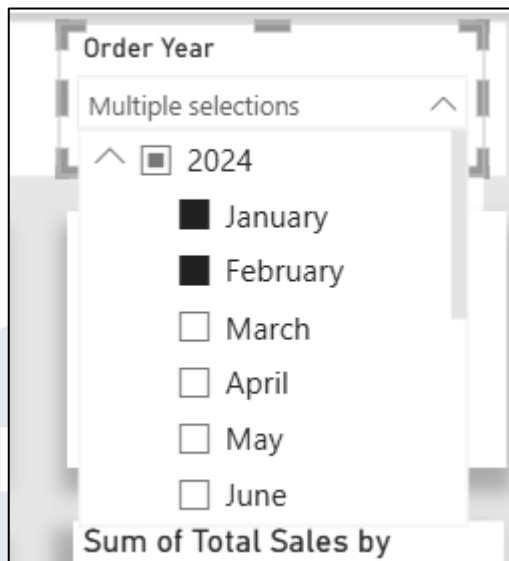 Order Year
Multiple selections
2024
January
February
March
April
May
June
Sum of Total Sales by